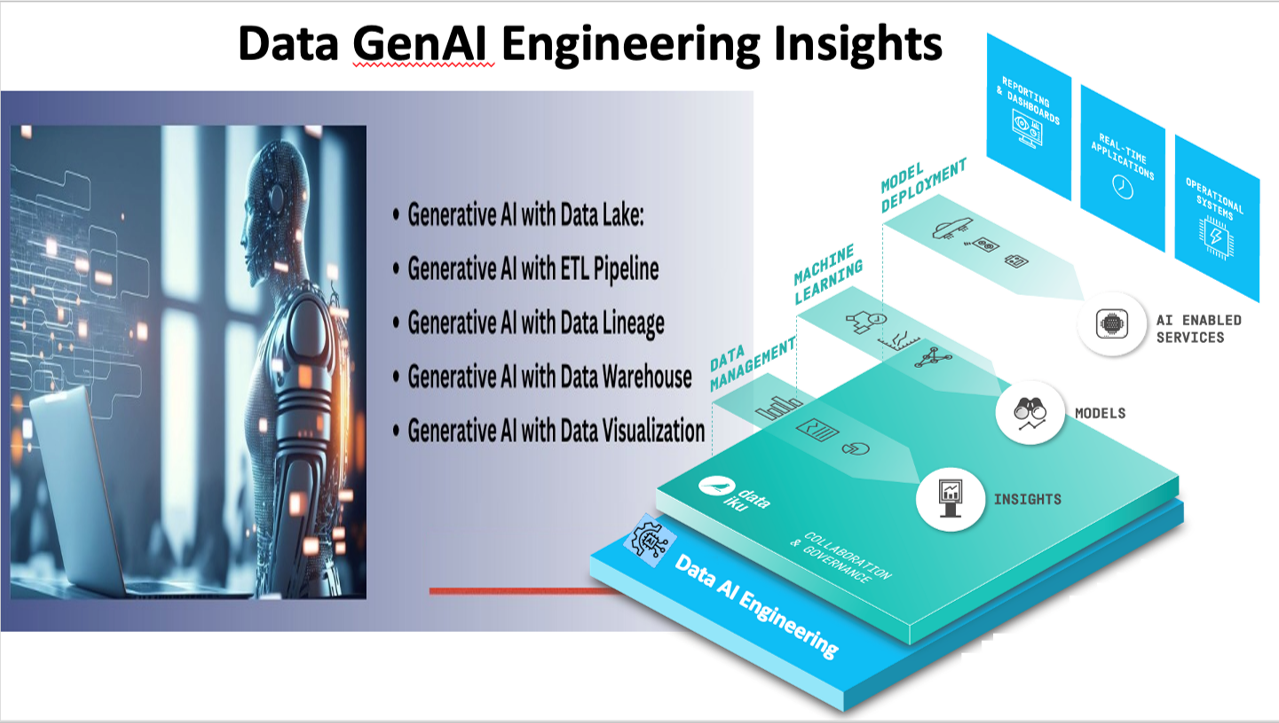 Data GenAI Engineering Insights
• Generative AI with Data Lake:
• Generative AI with ETL Pipeline
• Generative AI with Data Lineage
• Generative AI with Data Warehouse
• Generative AI with Data Visualization
REPORTING
& DASHBOARDS
REAL-TIME
APPLICATIONS
OPERATIONAL
SYSTEMS
MODEL
DEPLOYMENT
MACHINE
LEARNING
DATA
MANAGEMENT
AI ENABLED
SERVICES
MODELS
INSIGHTS
data
iku
COLLABORATION
& GOVERNANCE
AI
Data AI Engineering